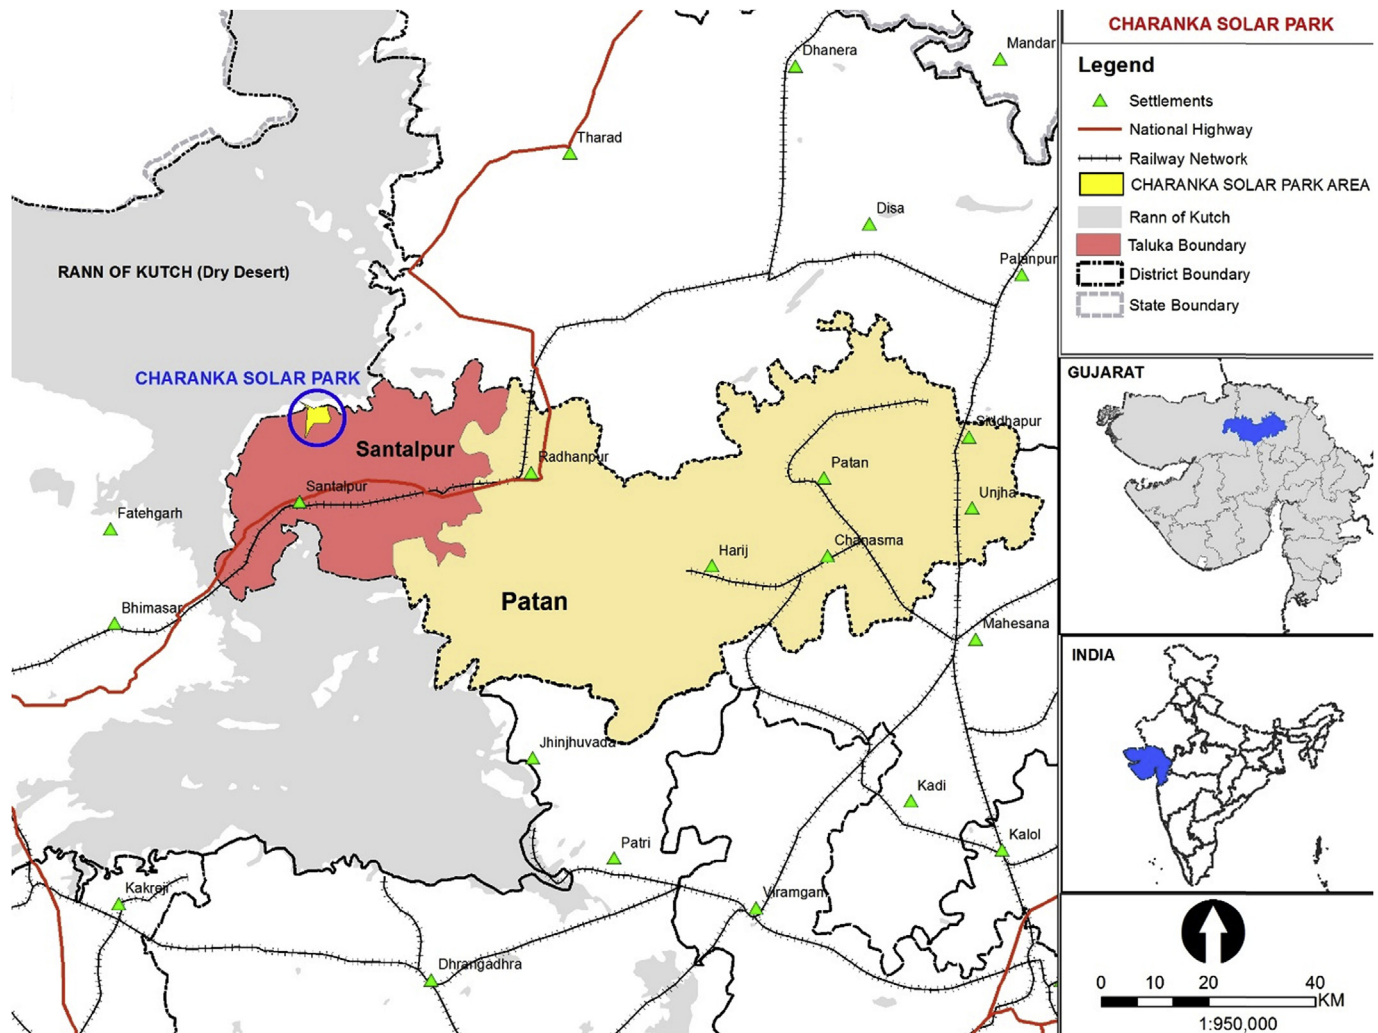 CHARANKA SOLAR PARK
Legend
Settlements
National Highway
Railway Network
CHARANKA SOLAR PARK AREA
Rann of Kutch
Taluka Boundary
District Boundary
State Boundary
Dhanera
Mandar
Tharad
Disa
Palanpur
RANN OF KUTCH (Dry Desert)
CHARANKA SOLAR PARK
Santalpur
Radhanpur
Siddhapur
Patan
Santalpur
Unjha
Fatehgarh
Chanasma
Harij
Patan
Bhimasar
Mahesana
Jhinjhuvada
Kadi
Patri
Kalol
Kakreji
Viramgam
Dhrangadhra
GUJARAT
INDIA
0 10 20 40
KM
1:950,000